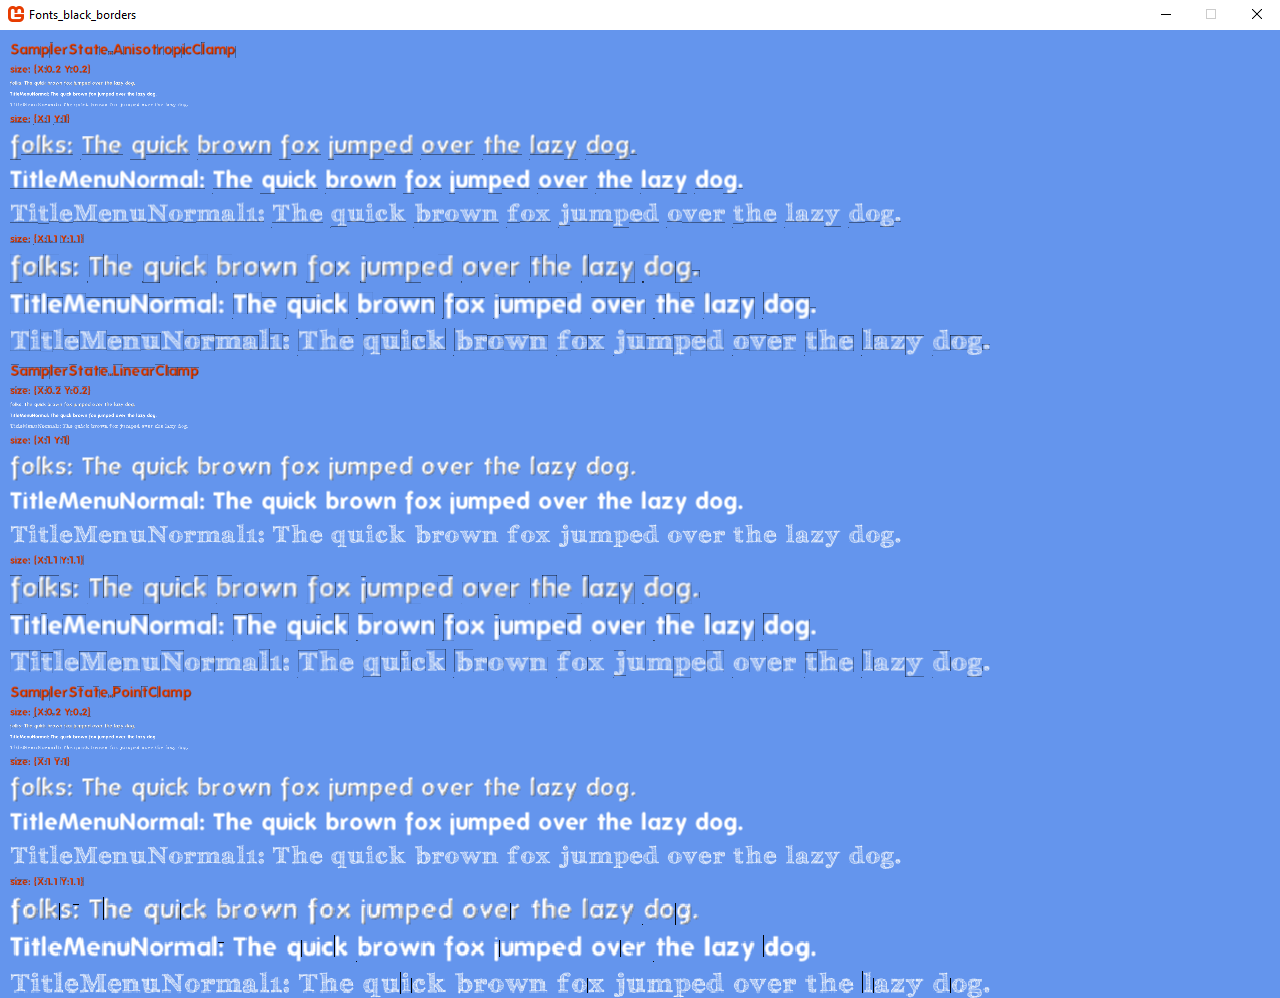 Fonts_black_borders
SamplerState.AnisotropicClamp
size: {X:0.2 Y:0.2}
folks: The quick brown fox jumped over the lazy dog.
TitleMenuNormal: The quick brown fox jumped over the lazy dog.
TitleMenuNormal1: The quick brown fox jumped over the lazy dog.
size: {X:1 Y:1}
folks: The quick brown fox jumped over the lazy dog.
TitleMenuNormal: The quick brown fox jumped over the lazy dog.
TitleMenuNormal1: The quick brown fox jumped over the lazy dog.
size: {X:1.1 Y:1.1}
folks: The quick brown fox jumped over the lazy dog.
TitleMenuNormal: The quick brown fox jumped over the lazy dog.
TitleMenuNormal1: The quick brown fox jumped over the lazy dog.
SamplerState.LinearClamp
size: {X:0.2 Y:0.2}
folks: The quick brown fox jumped over the lazy dog.
TitleMenuNormal: The quick brown fox jumped over the lazy dog.
TitleMenuNormal1: The quick brown fox jumped over the lazy dog.
size: {X:1 Y:1}
folks: The quick brown fox jumped over the lazy dog.
TitleMenuNormal: The quick brown fox jumped over the lazy dog.
TitleMenuNormal1: The quick brown fox jumped over the lazy dog.
size: {X:1.1 Y:1.1}
folks: The quick brown fox jumped over the lazy dog.
TitleMenuNormal: The quick brown fox jumped over the lazy dog.
TitleMenuNormal1: The quick brown fox jumped over the lazy dog.
SamplerState.PointClamp
size: {X:0.2 Y:0.2}
folks: The quick brown fox jumped over the lazy dog.
TitleMenuNormal: The quick brown fox jumped over the lazy dog.
TitleMenuNormal1: The quick brown fox jumped over the lazy dog.
size: {X:1 Y:1}
folks: The quick brown fox jumped over the lazy dog.
TitleMenuNormal: The quick brown fox jumped over the lazy dog.
TitleMenuNormal1: The quick brown fox jumped over the lazy dog.
size: {X:1.1 Y:1.1}
folks: The quick brown fox jumped over the lazy dog.
TitleMenuNormal: The quick brown fox jumped over the lazy dog.
TitleMenuNormal1: The quick brown fox jumped over the lazy dog.